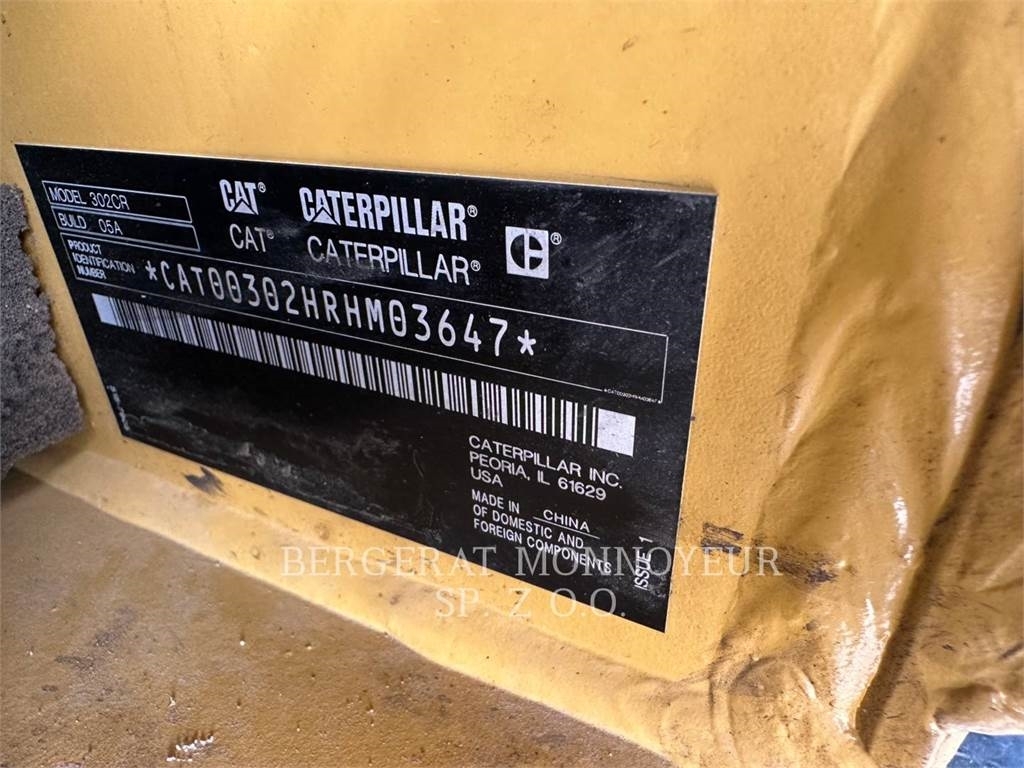 MODEL 302CR
BUILD 05A
CAT® CATERPILLAR®
CAT® CATERPILLAR®
C®
PRODUCT
IDENTIFICATION
NUMBER
*CAT00302HRHM03647*
*CAT00302HRHM03647*
CATERPILLAR INC.
PEORIA, IL 61629
USA
MADE IN CHINA
OF DOMESTIC AND
FOREIGN COMPONENTS
ISSUE 1
BERGERAT MONNOYEUR
SP. Z O.O.